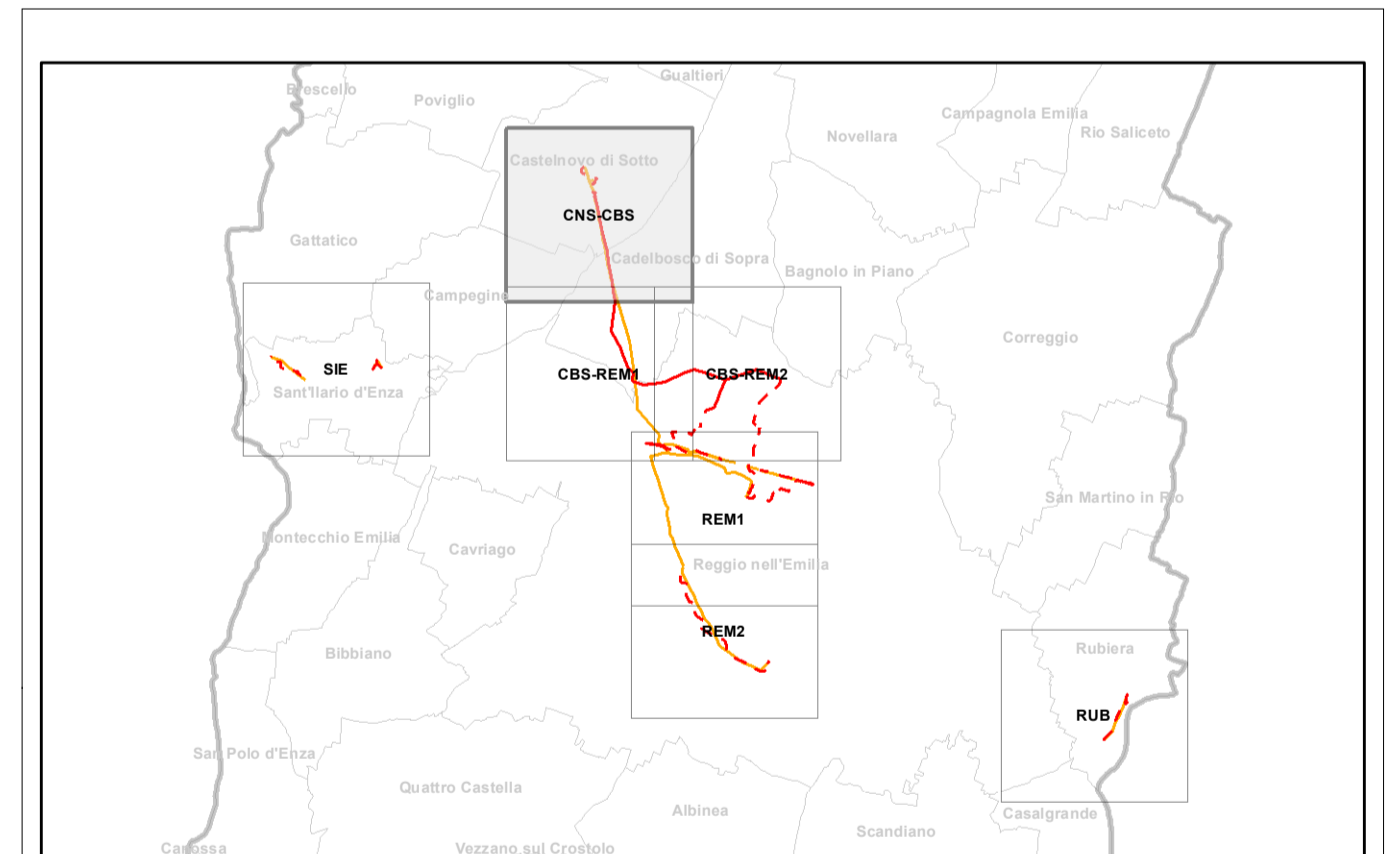 Gualtieri
Brescello
Poviglio
Campagnola Emilia
Novellara
Rio Saliceto
Castelnovo di Sotto
CNS-CBS
Gattatico
Cadelbosco di Sopra
Bagnolo in Piano
Campegine
Correggio
SIE
CBS-REM1
CBS-REM2
Sant'Ilario d'Enza
San Martino in Rio
REM1
Montecchio Emilia
Cavriago
Reggio nell'Emilia
REM2
Rubiera
Bibbiano
RUB
San Polo d'Enza
Quattro Castella
Albinea
Casalgrande
Scandiano
Canossa
Vezzano sul Crostolo